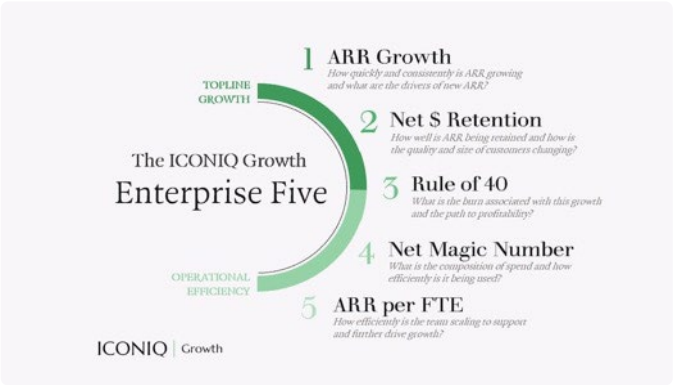 1 ARR Growth
How quickly and consistently is ARR growing
and what are the drivers of new ARR?
TOPLINE
GROWTH
2 Net $ Retention
How well is ARR being retained and how is
the quality and size of customers changing?
The ICONIQ Growth
Enterprise Five
3 Rule of 40
What is the burn associated with this growth
and the path to profitability?
4 Net Magic Number
What is the composition of spend and how
efficiently is it being used?
OPERATIONAL
EFFICIENCY
5 ARR per FTE
How efficiently is the team scaling to support
and further drive growth?
ICONIQ | Growth